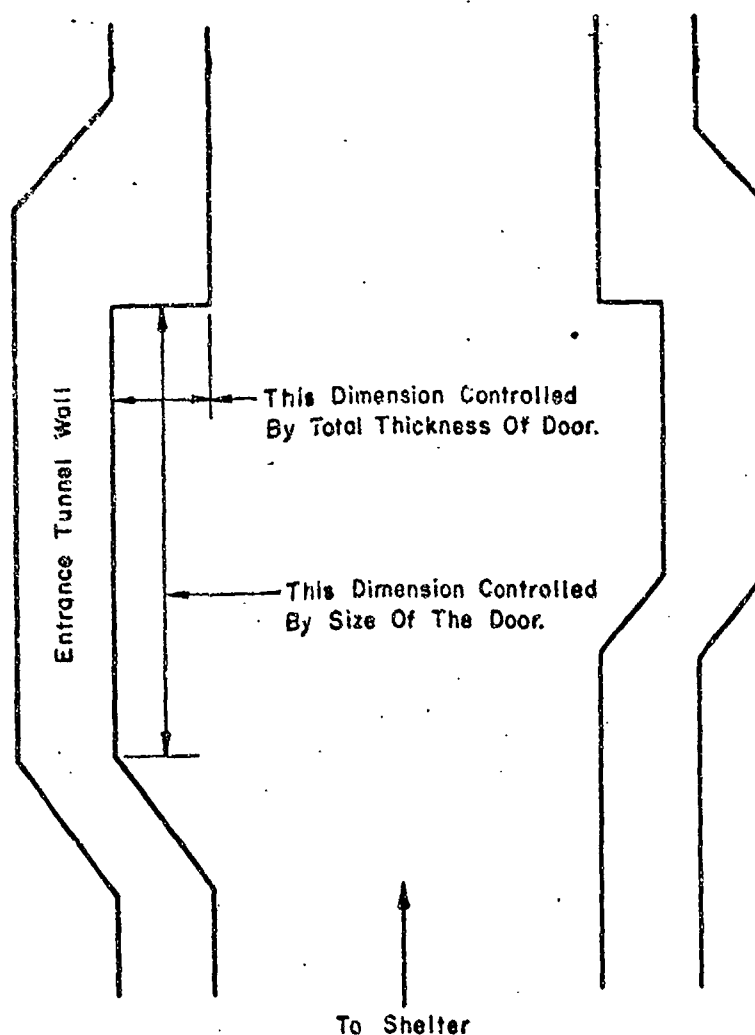 Entrance Tunnel Wall
This Dimension Controlled
By Total Thickness Of Door.
This Dimension Controlled
By Size Of The Door.
To Shelter